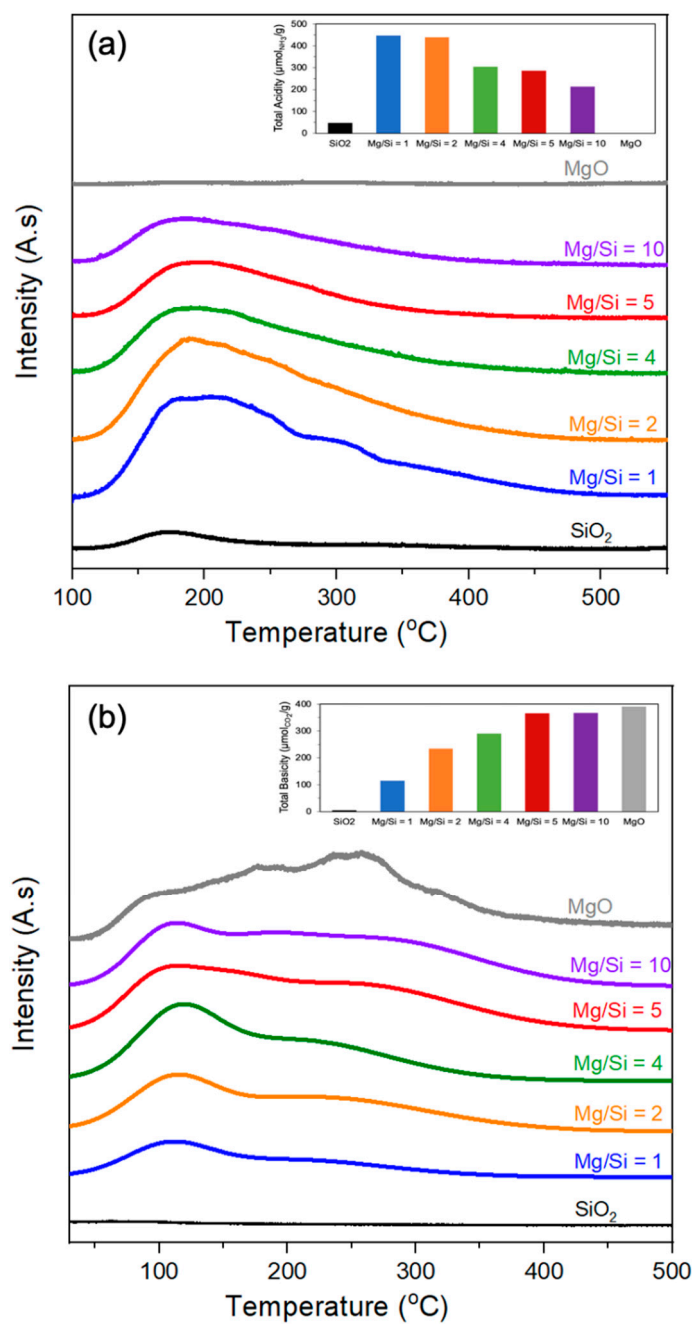 (a)
Total Acidity (μmolNH3/g)
500
400
300
200
100
0
SiO2 Mg/Si = 1 Mg/Si = 2 Mg/Si = 4 Mg/Si = 5 Mg/Si = 10 MgO
Intensity (A.s)
MgO
Mg/Si = 10
Mg/Si = 5
Mg/Si = 4
Mg/Si = 2
Mg/Si = 1
SiO2
100 200 300 400 500
Temperature (oC)
(b)
Total Basicity (μmolCO2/g)
400
300
200
100
0
SiO2 Mg/Si = 1 Mg/Si = 2 Mg/Si = 4 Mg/Si = 5 Mg/Si = 10 MgO
Intensity (A.s)
MgO
Mg/Si = 10
Mg/Si = 5
Mg/Si = 4
Mg/Si = 2
Mg/Si = 1
SiO2
100 200 300 400 500
Temperature (oC)